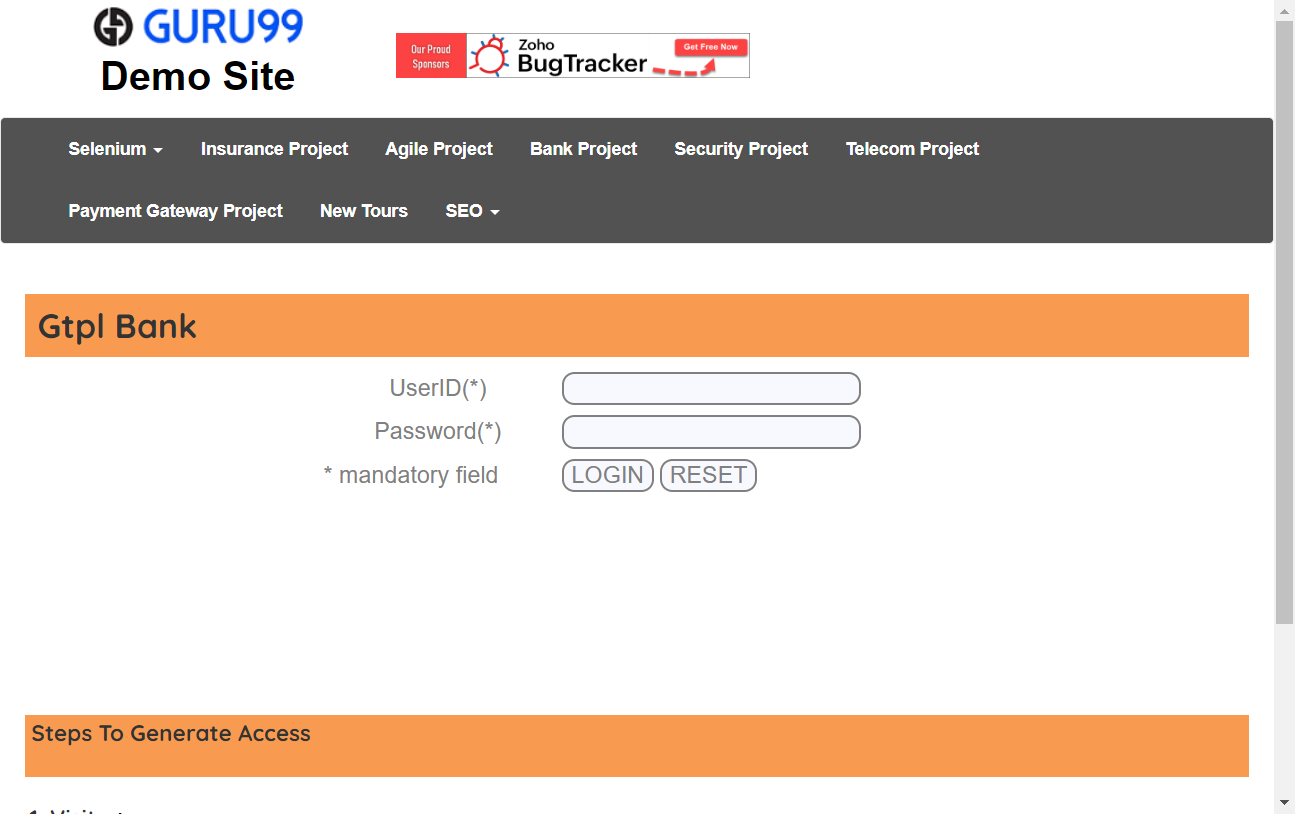 GURU99
Demo Site
Our Proud Sponsors
Zoho
BugTracker
Get Free Now
Selenium
Insurance Project
Agile Project
Bank Project
Security Project
Telecom Project
Payment Gateway Project
New Tours
SEO
Gtpl Bank
UserID(*)
Password(*)
* mandatory field
LOGIN
RESET
Steps To Generate Access